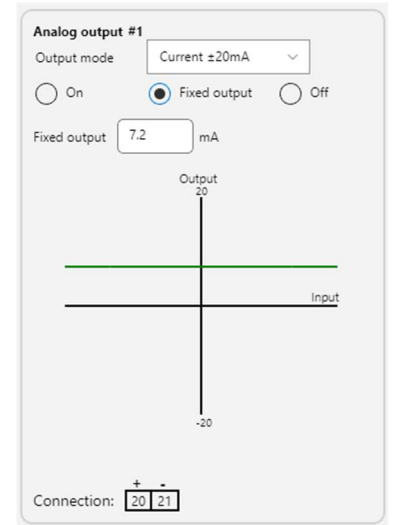 Analog output #1
Output mode Current ±20mA
On Fixed output Off
Fixed output 7.2 mA
Output
20
Input
-20
+ -
Connection: 20 21